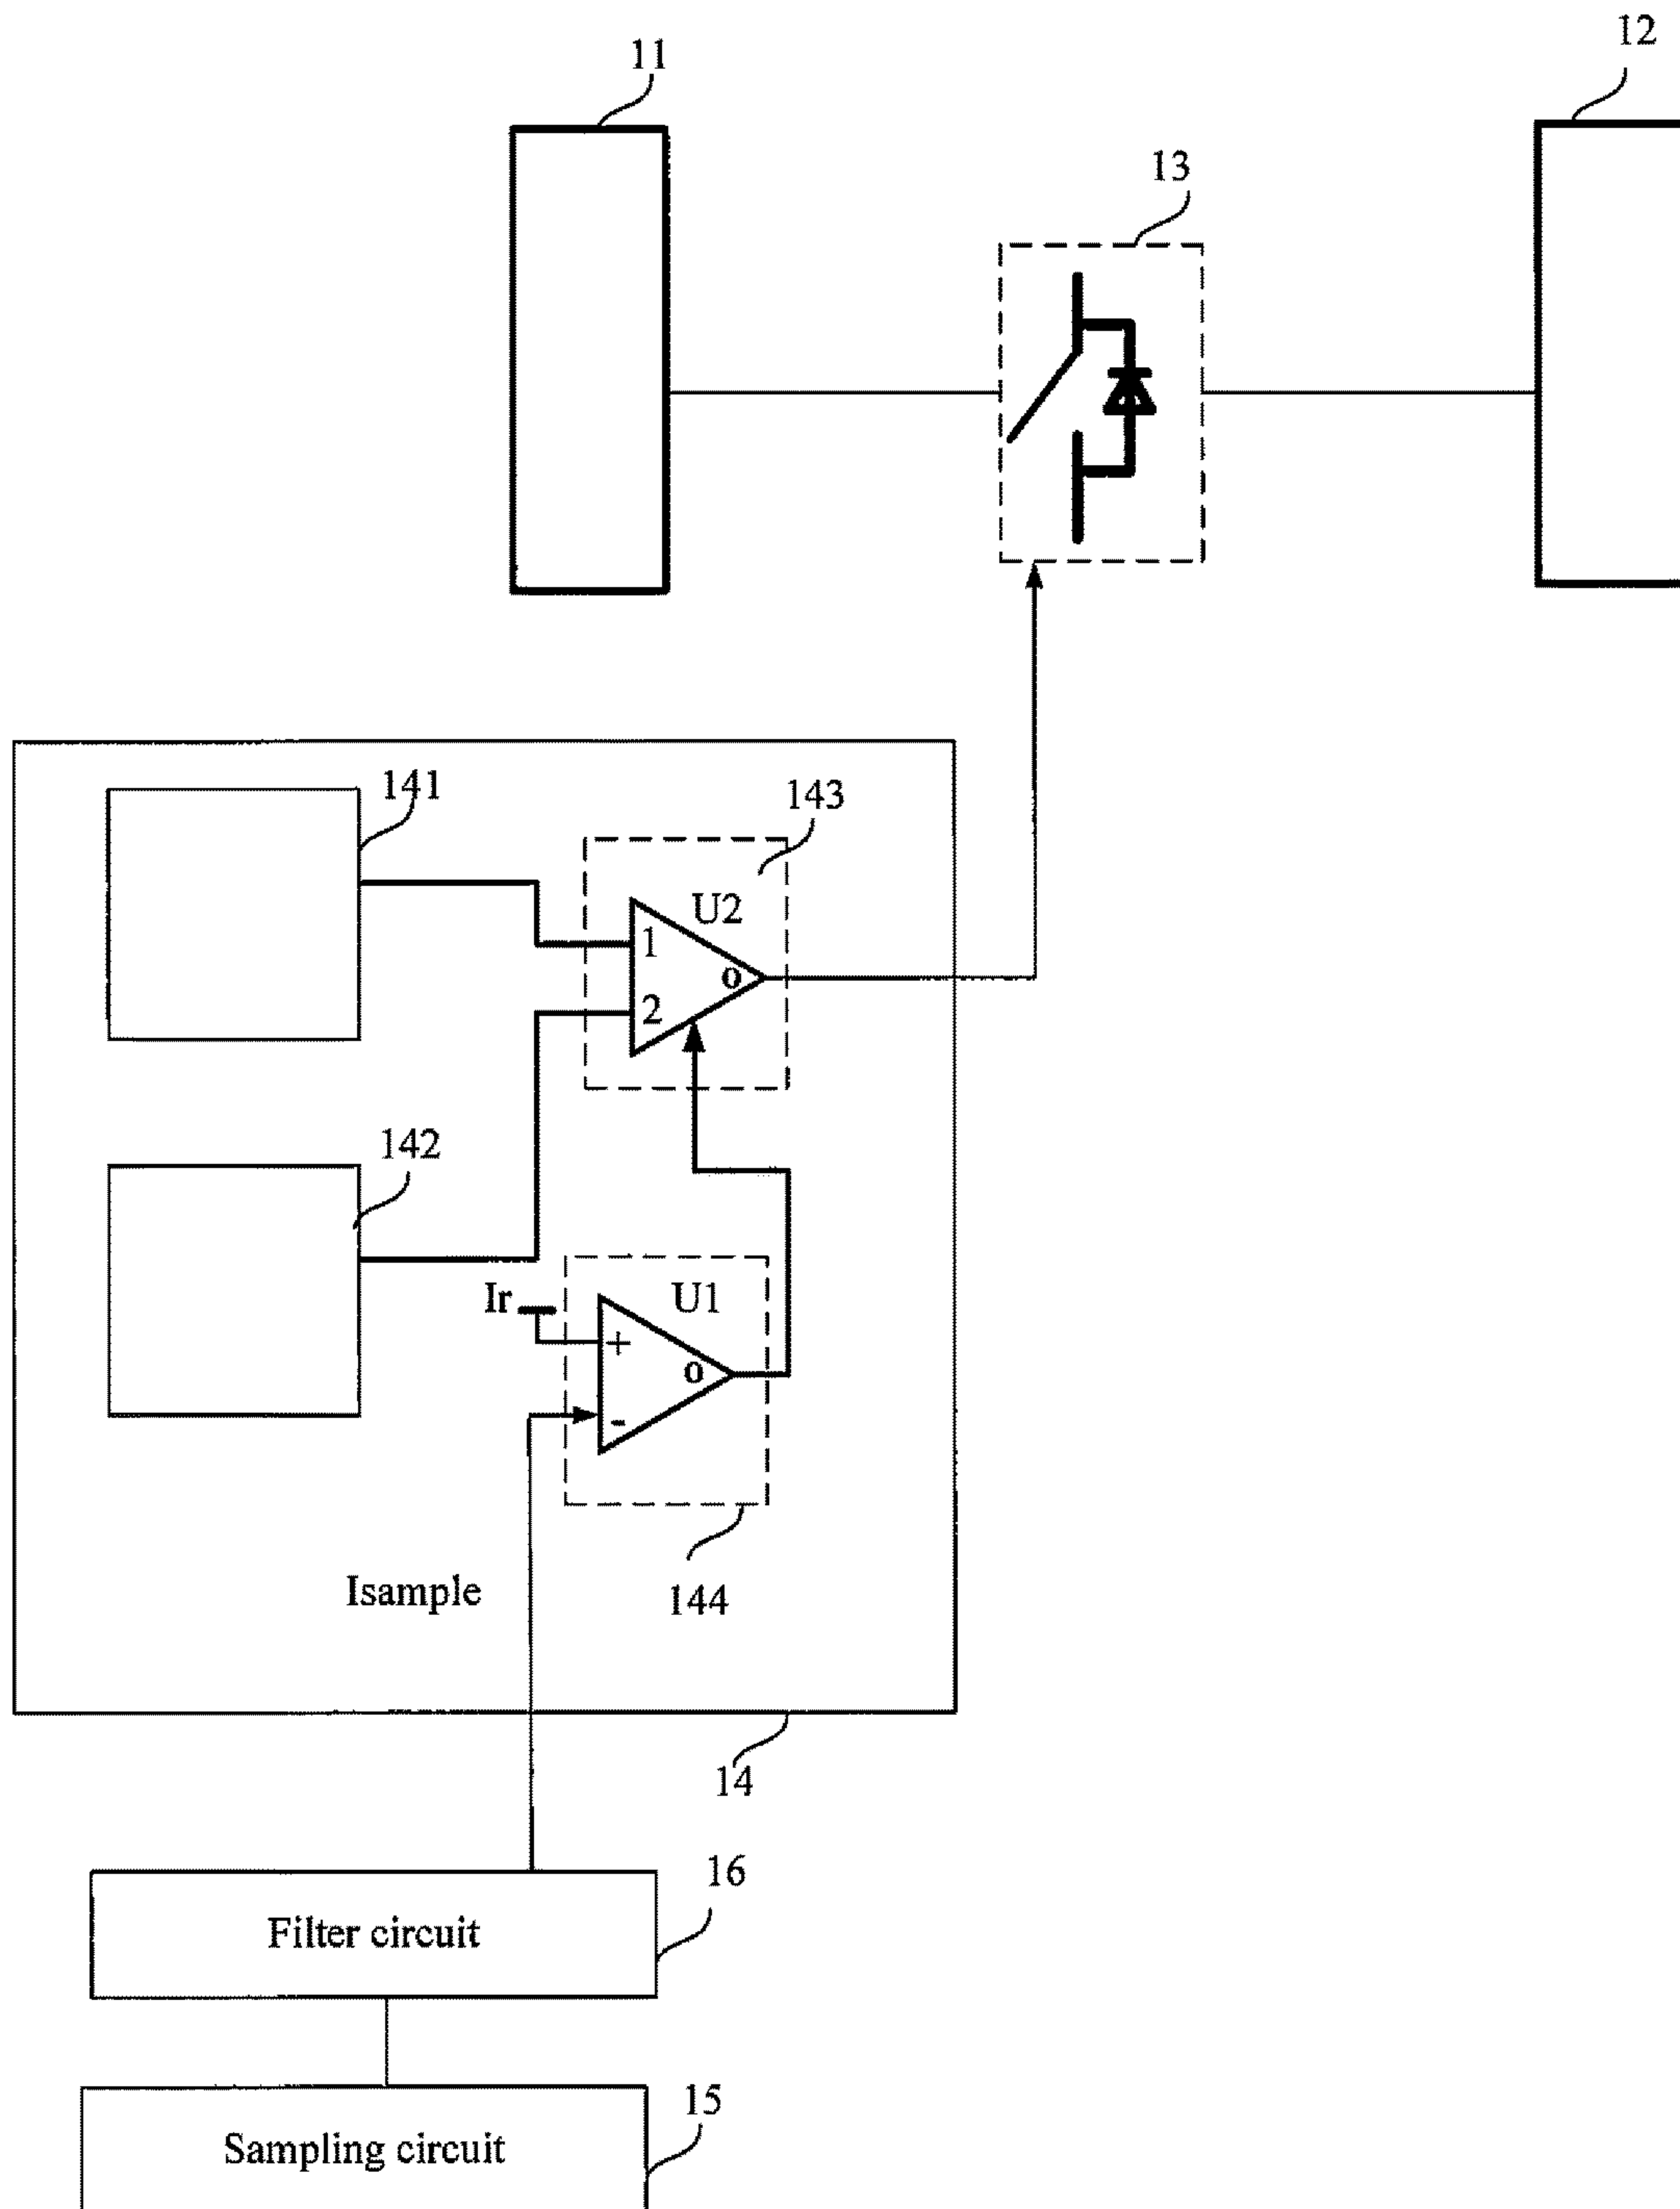 11
12
13
141
143
U2
1
o
2
142
Ir
U1
+
o
-
Isample
144
14
16
Filter circuit
15
Sampling circuit